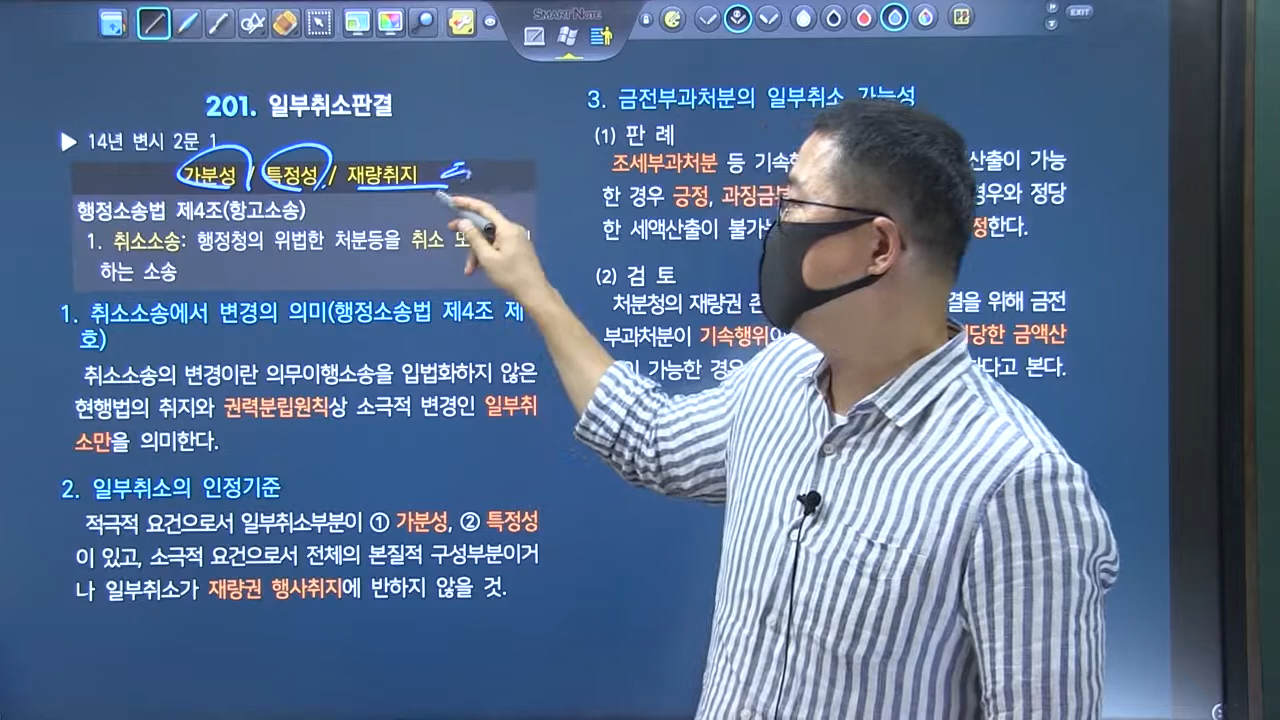 SMART NOTE
EXIT
201. 일부취소판결
▶ 14년 변시 2문 1
가분성 / 특정성 / 재량취지
행정소송법 제4조(항고소송)
1. 취소소송: 행정청의 위법한 처분등을 취소
하는 소송
1. 취소소송에서 변경의 의미(행정소송법 제4조 제
호)
취소소송의 변경이란 의무이행소송을 입법화하지 않은
현행법의 취지와 권력분립원칙상 소극적 변경인 일부취
소만을 의미한다.
2. 일부취소의 인정기준
적극적 요건으로서 일부취소부분이 ① 가분성, ② 특정성
이 있고, 소극적 요건으로서 전체의 본질적 구성부분이거
나 일부취소가 재량권 행사취지에 반하지 않을 것.
3. 금전부과처분의 일부취소 가능성
(1) 판 례
조세부과처분 등 산출이 가능
한 경우 긍정, 경우와 정당
한 세액산출이 한다.
(2) 검 토
처분청의 재량권 위해 금전
부과처분이 기속행위 금액산
가능한 경우 본다.